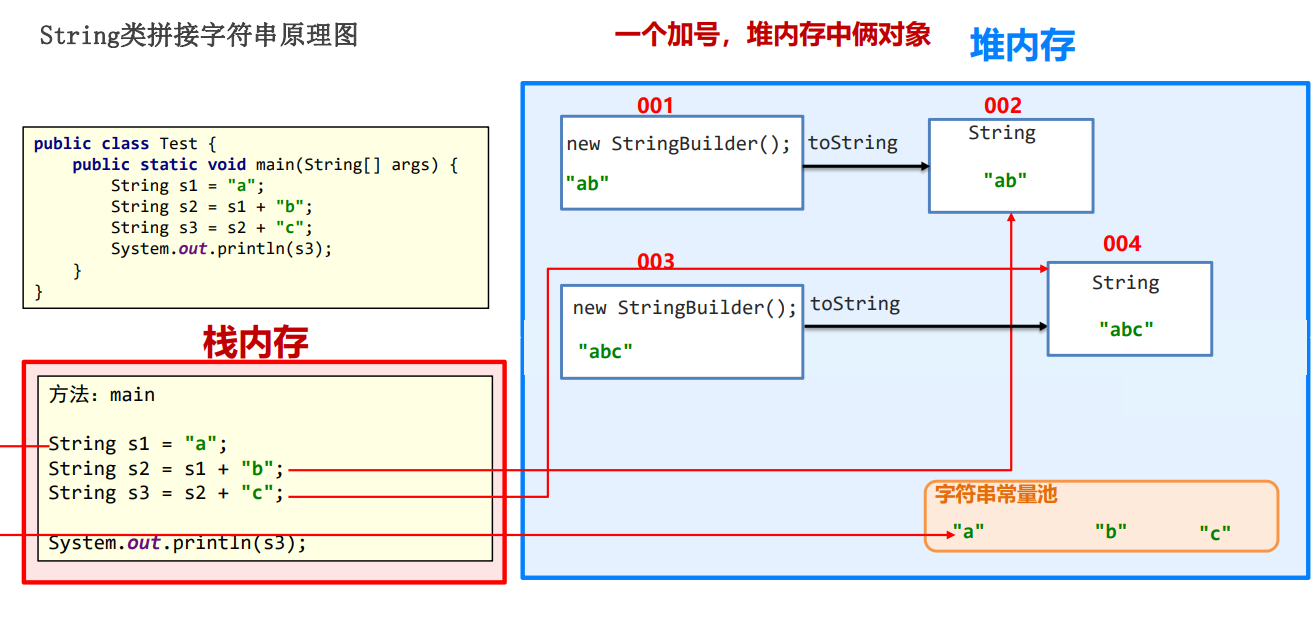 String类拼接字符串原理图
一个加号，堆内存中俩对象
堆内存
public class Test {
    public static void main(String[] args) {
        String s1 = "a";
        String s2 = s1 + "b";
        String s3 = s2 + "c";
        System.out.println(s3);
    }
}
栈内存
方法：main
String s1 = "a";
String s2 = s1 + "b";
String s3 = s2 + "c";
System.out.println(s3);
001
new StringBuilder();
"ab"
toString
002
String
"ab"
003
new StringBuilder();
"abc"
toString
004
String
"abc"
字符串常量池
"a" "b" "c"